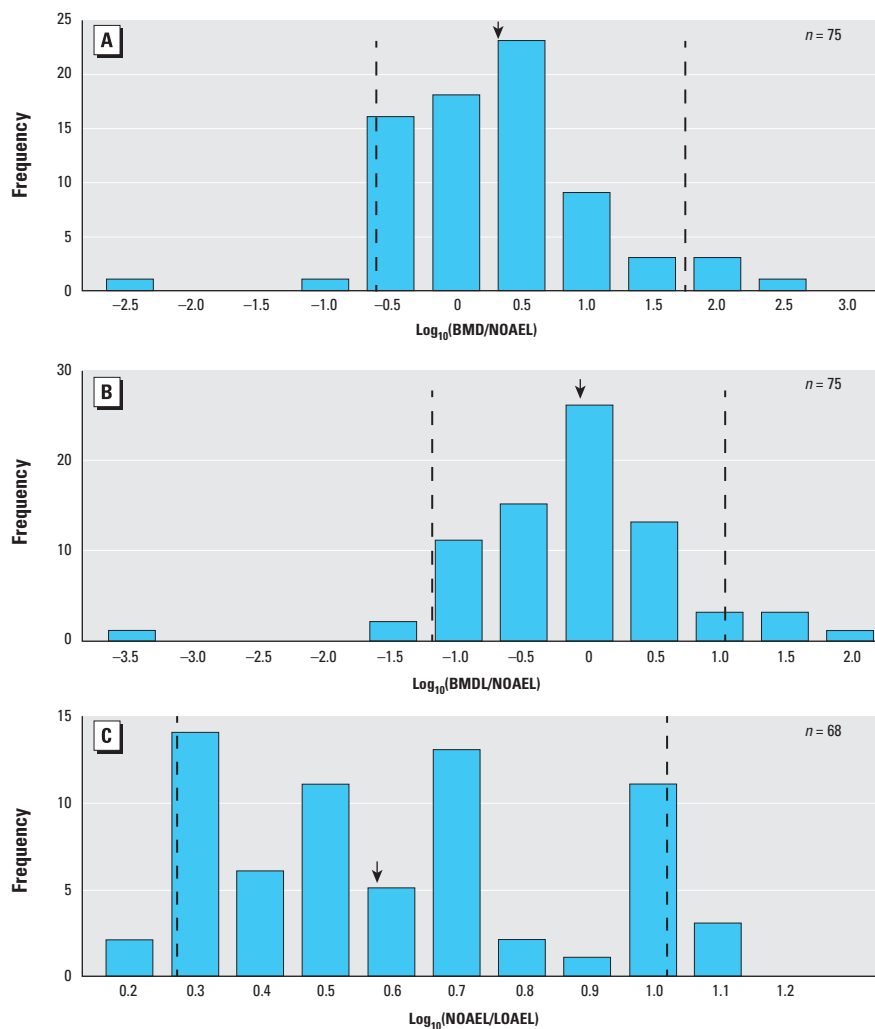 A
n = 75
25
20
15
10
5
0
Frequency
–2.5 –2.0 –1.5 –1.0 –0.5 0 0.5 1.0 1.5 2.0 2.5 3.0
Log10(BMD/NOAEL)
B
n = 75
30
20
10
0
Frequency
–3.5 –3.0 –2.5 –2.0 –1.5 –1.0 –0.5 0 0.5 1.0 1.5 2.0
Log10(BMDL/NOAEL)
C
n = 68
15
10
5
0
Frequency
0.2 0.3 0.4 0.5 0.6 0.7 0.8 0.9 1.0 1.1 1.2
Log10(NOAEL/LOAEL)